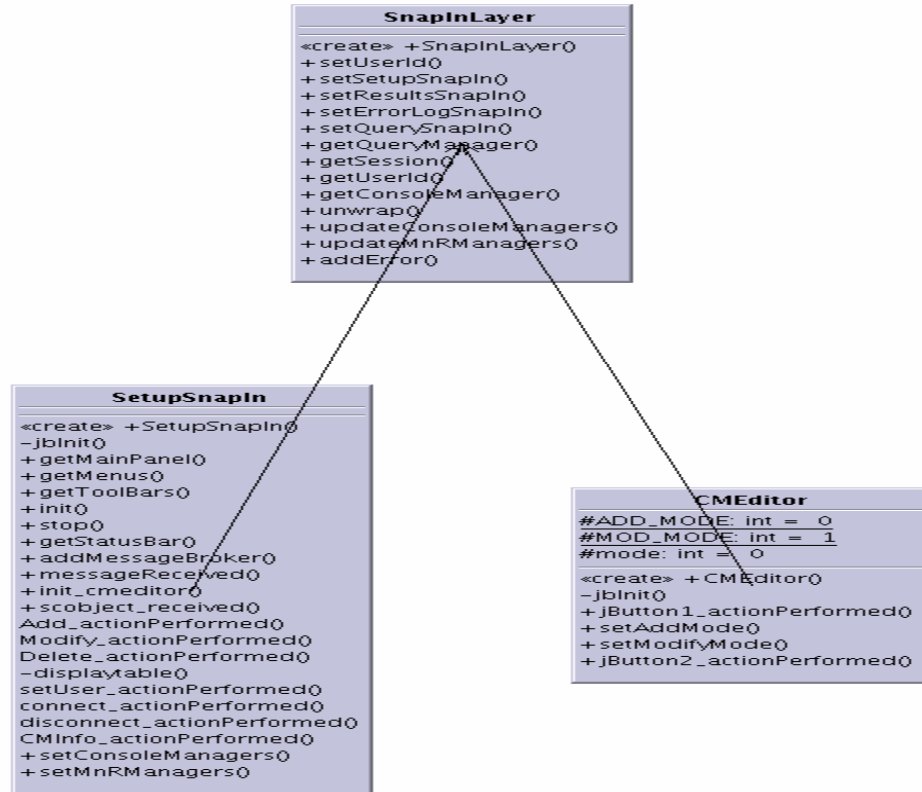 SnapInLayer
«create» +SnapInLayer()
+setUserId()
+setSetupSnapIn()
+setResultsSnapIn()
+setErrorLogSnapIn()
+setQuerySnapIn()
+getQueryManager()
+getSession()
+getUserId()
+getConsoleManager()
+unwrap()
+updateConsoleManagers()
+updateMnRManagers()
+addError()
SetupSnapIn
«create» +SetupSnapIn()
-jbInit()
+getMainPanel()
+getMenus()
+getToolBars()
+init()
+stop()
+getStatusBar()
+addMessageBroker()
+messageReceived()
+init_cmeditor()
+scobject_received()
Add_actionPerformed()
Modify_actionPerformed()
Delete_actionPerformed()
-displaytable()
setUser_actionPerformed()
connect_actionPerformed()
disconnect_actionPerformed()
CMInfo_actionPerformed()
+setConsoleManagers()
+setMnRManagers()
CMEditor
#ADD_MODE: int = 0
#MOD_MODE: int = 1
#mode: int = 0
«create» +CMEditor()
-jbInit()
+jButton1_actionPerformed()
+setAddMode()
+setModifyMode()
+jButton2_actionPerformed()